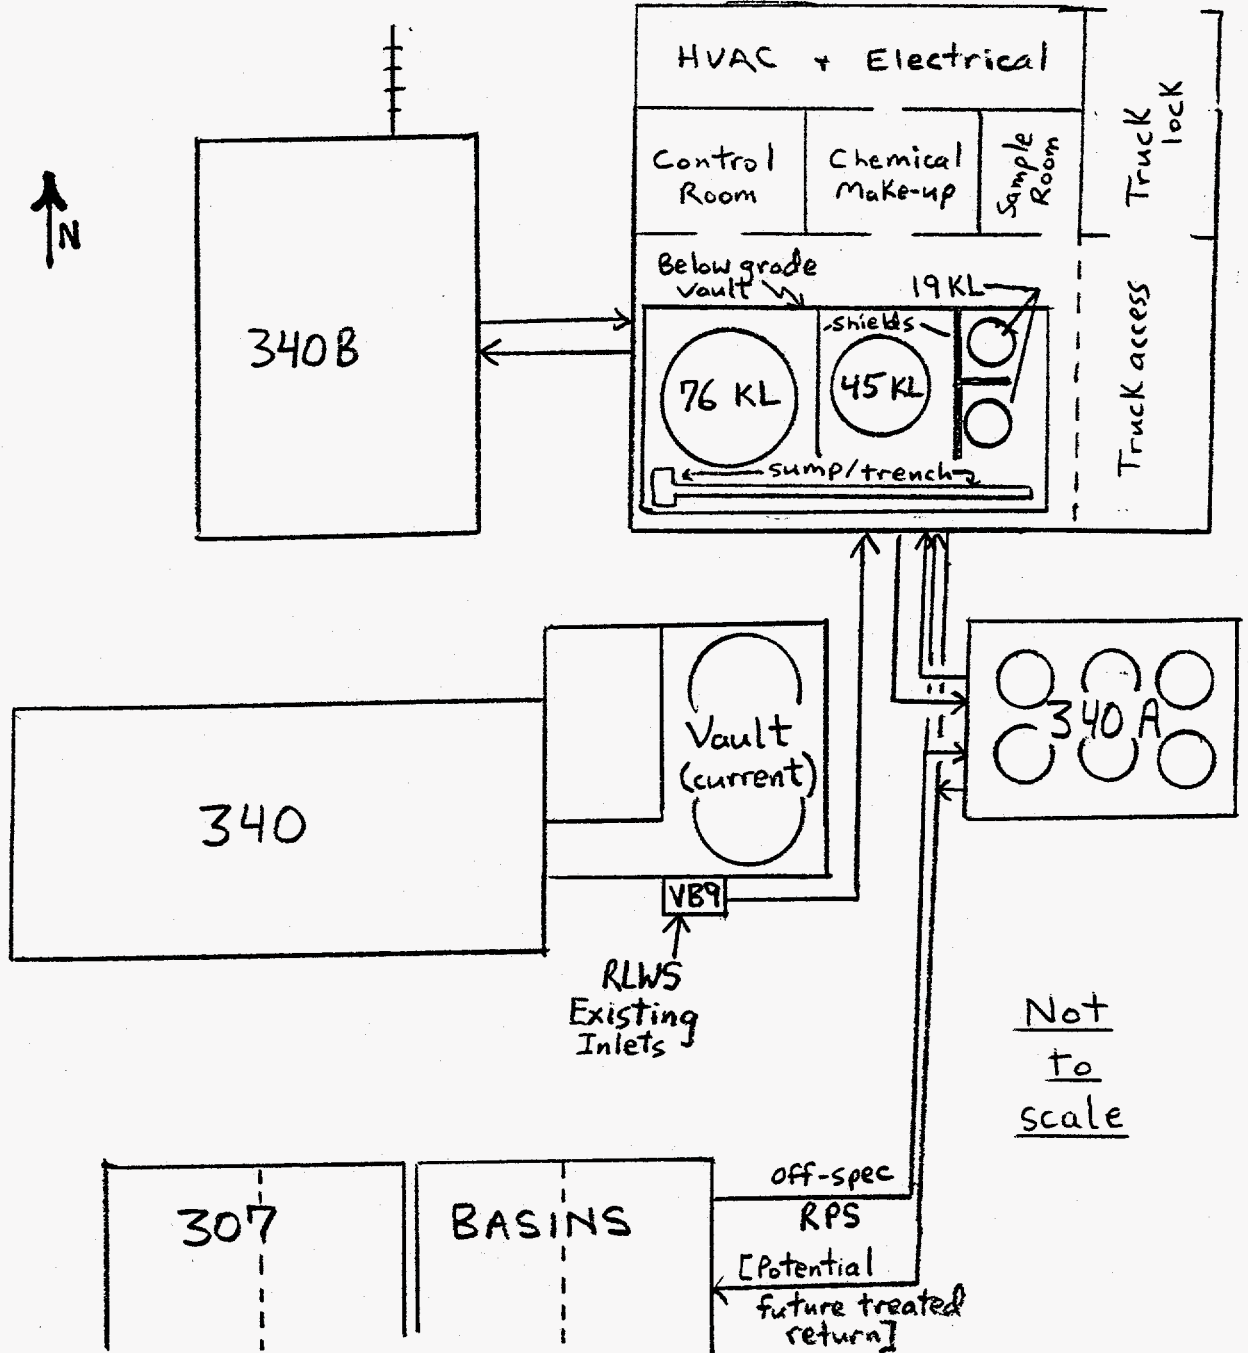 HVAC + Electrical
Truck lock
Control
Room
Chemical
Make-up
Sample
Room
N
Below grade
vault
19 KL
340B
shields
76 KL
45 KL
Truck access
sump/trench
340
Vault
(current)
340 A
VB9
RLWS
Existing
Inlets
Not
to
scale
307 BASINS
off-spec
RPS
[Potential
future treated
return]